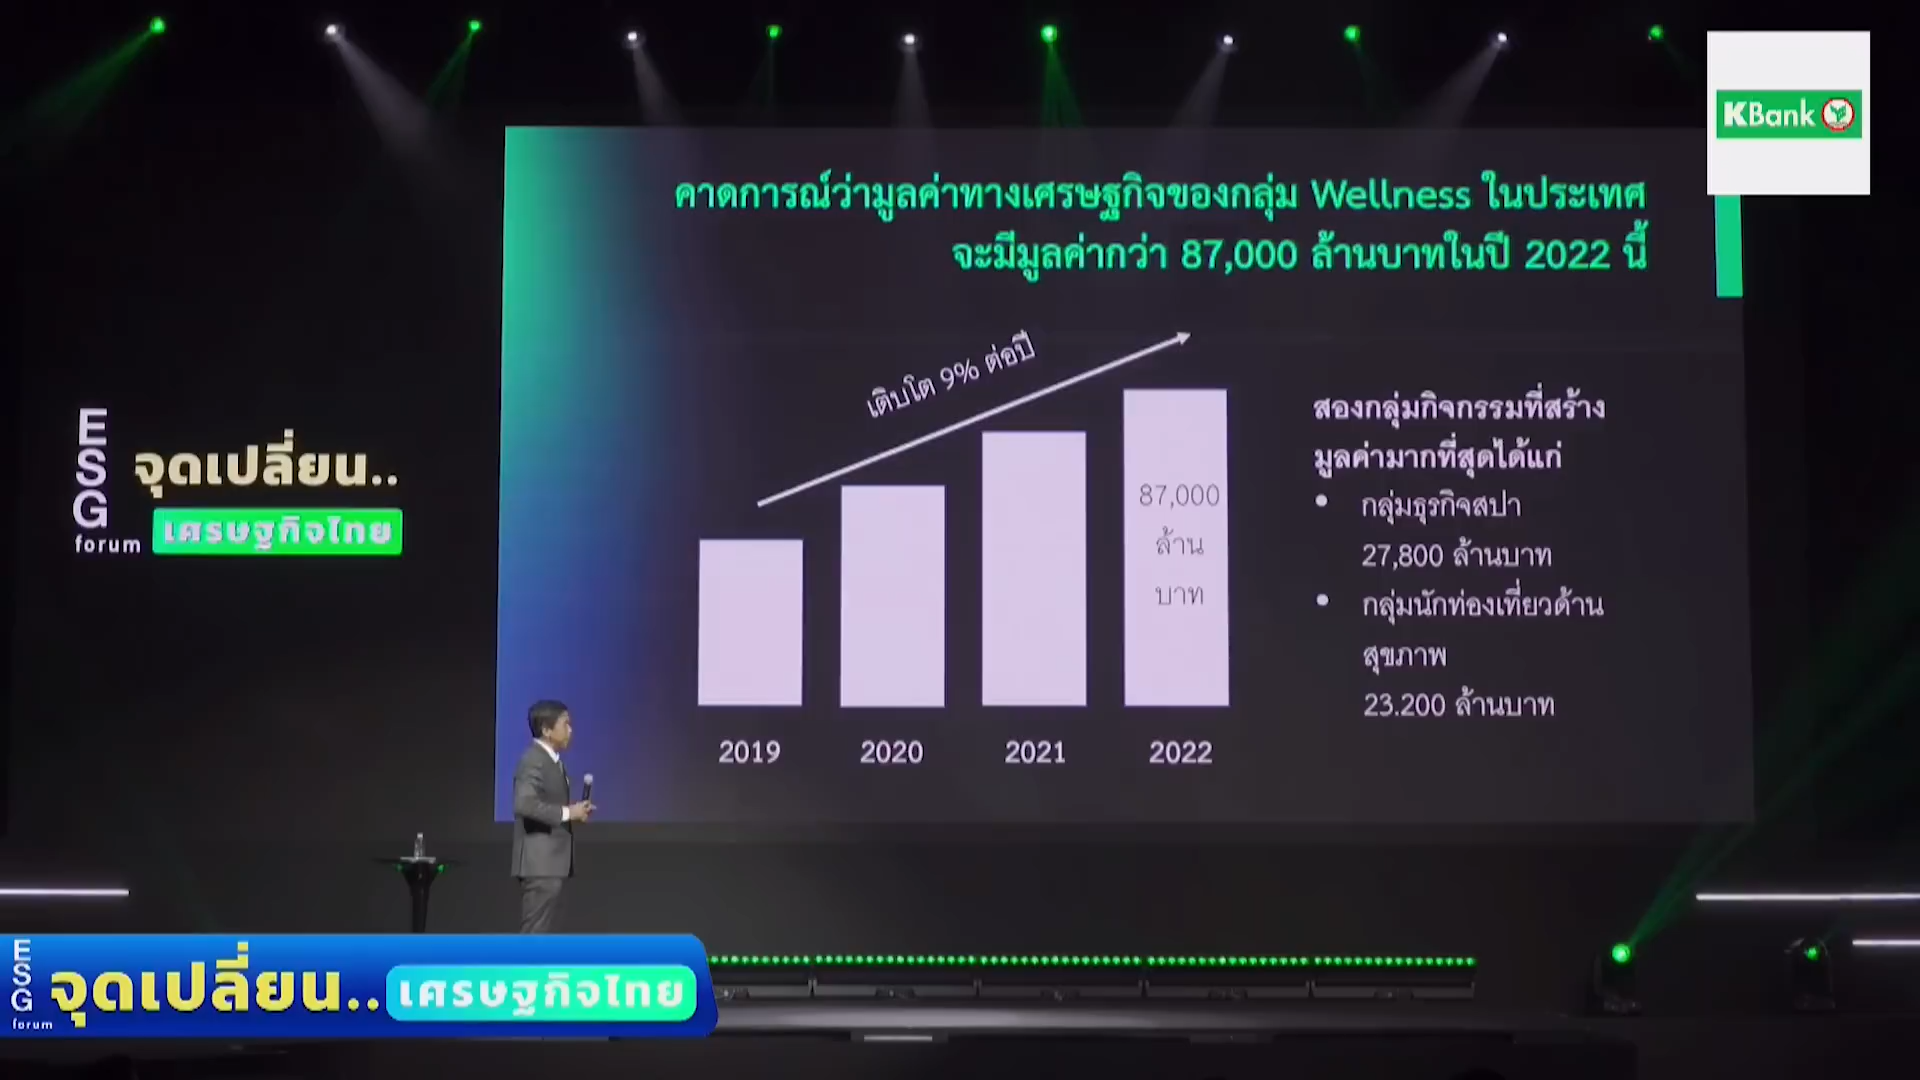 KBank
คาดการณ์ว่ามูลค่าทางเศรษฐกิจของกลุ่ม Wellness ในประเทศ
จะมีมูลค่ากว่า 87,000 ล้านบาทในปี 2022 นี้
เติบโต 9% ต่อปี
87,000
ล้าน
บาท
2019
2020
2021
2022
สองกลุ่มกิจกรรมที่สร้าง
มูลค่ามากที่สุดได้แก่
• กลุ่มธุรกิจสปา
27,800 ล้านบาท
• กลุ่มนักท่องเที่ยวด้าน
สุขภาพ
23.200 ล้านบาท
ESG
forum
จุดเปลี่ยน..
เศรษฐกิจไทย
ESG
forum
จุดเปลี่ยน..
เศรษฐกิจไทย